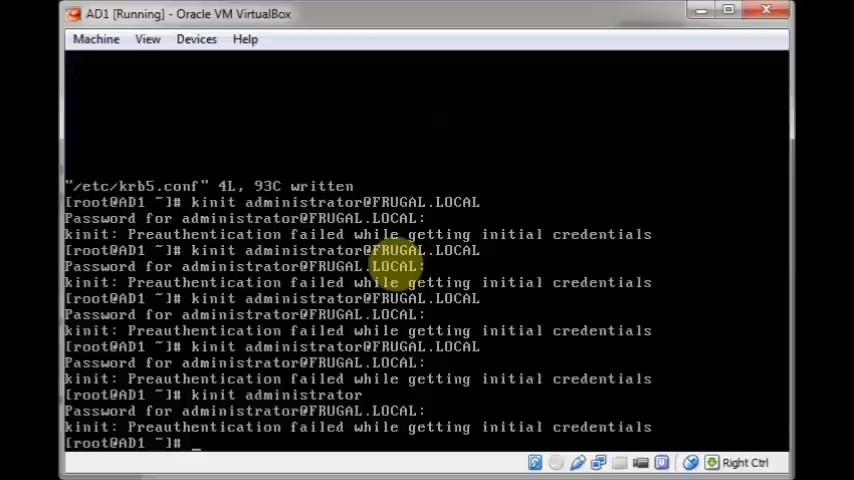 AD1 [Running] - Oracle VM VirtualBox
Machine View Devices Help
"/etc/krb5.conf" 4L, 93C written
[root@AD1 ~]# kinit administrator@FRUGAL.LOCAL
Password for administrator@FRUGAL.LOCAL:
kinit: Preauthentication failed while getting initial credentials
[root@AD1 ~]# kinit administrator@FRUGAL.LOCAL
Password for administrator@FRUGAL.LOCAL:
kinit: Preauthentication failed while getting initial credentials
[root@AD1 ~]# kinit administrator@FRUGAL.LOCAL
Password for administrator@FRUGAL.LOCAL:
kinit: Preauthentication failed while getting initial credentials
[root@AD1 ~]# kinit administrator@FRUGAL.LOCAL
Password for administrator@FRUGAL.LOCAL:
kinit: Preauthentication failed while getting initial credentials
[root@AD1 ~]# kinit administrator
Password for administrator@FRUGAL.LOCAL:
kinit: Preauthentication failed while getting initial credentials
[root@AD1 ~]# _
Right Ctrl